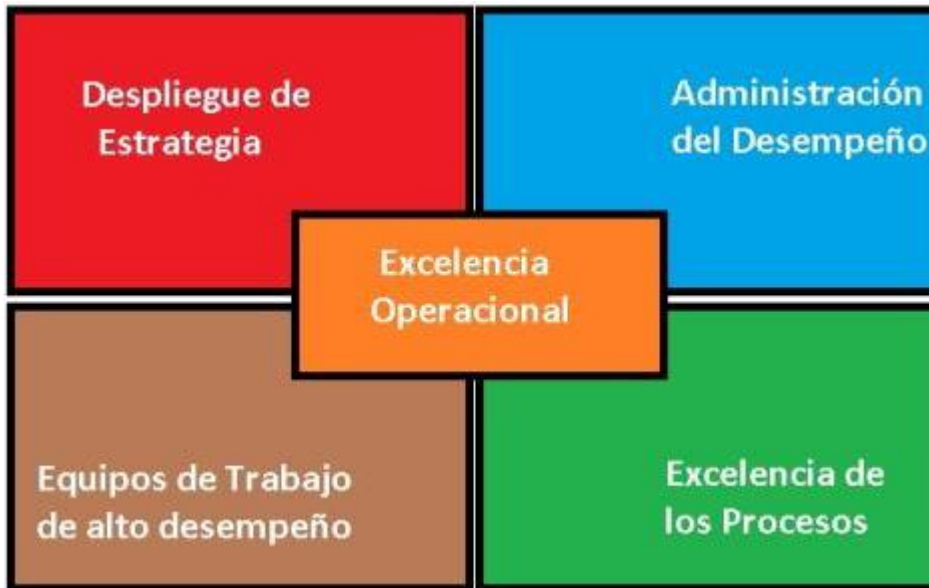 Despliegue de
Estrategia
Administración
del Desempeño
Excelencia
Operacional
Equipos de Trabajo
de alto desempeño
Excelencia de
los Procesos